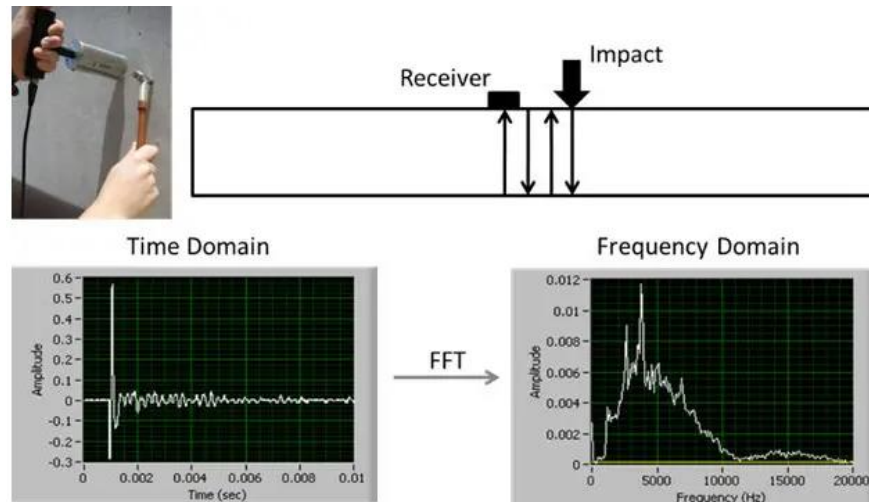 Impact
Receiver
Time Domain
Frequency Domain
0.6
0.5
0.4
0.3
0.2
0.1
0
-0.1
-0.2
-0.3
Amplitude
0 0.002 0.004 0.006 0.008 0.01
Time (sec)
FFT
0.012
0.01
0.008
0.006
0.004
0.002
0
Amplitude
0 5000 10000 15000 20000
Frequency (Hz)